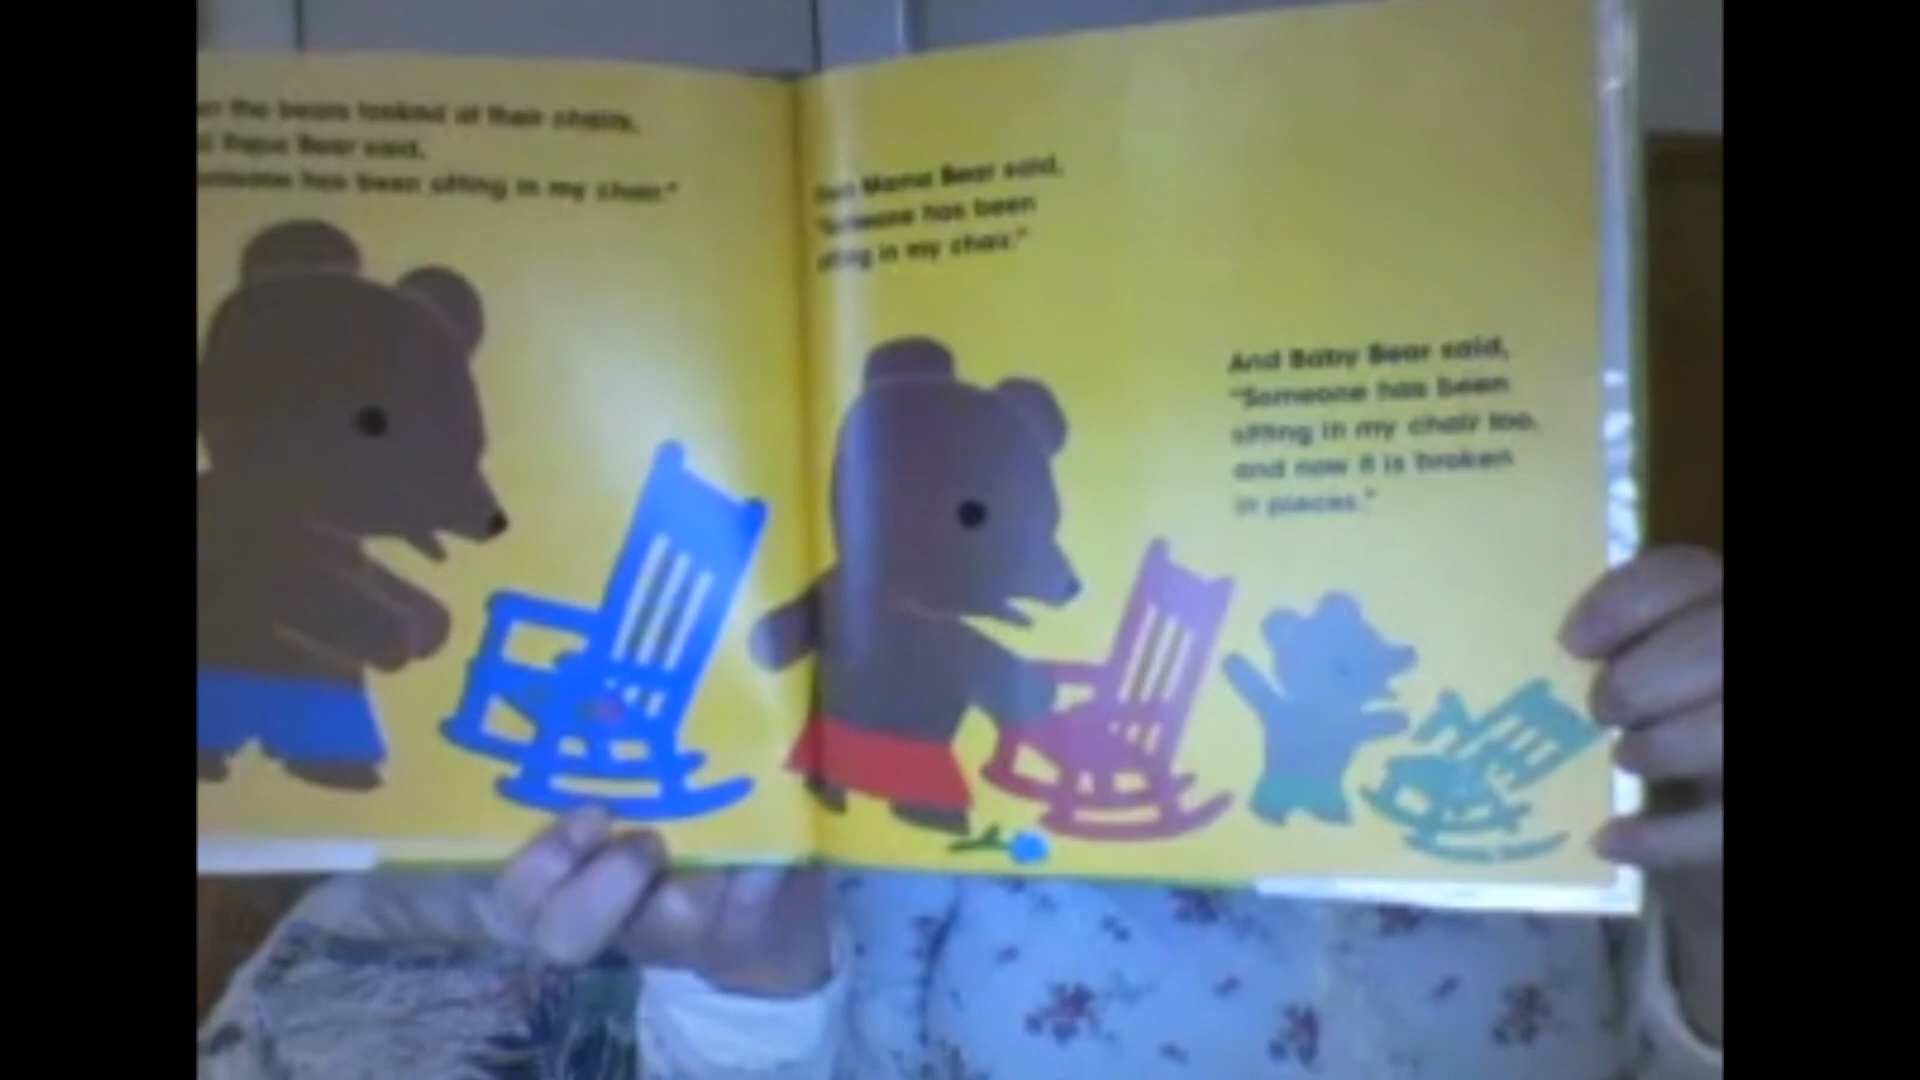 the bears looked at their chairs,
Papa Bear said,
has been sitting in my chair."
Mama Bear said,
"Someone has been
sitting in my chair."
And Baby Bear said,
"Someone has been
sitting in my chair too,
and now it is broken
in pieces."